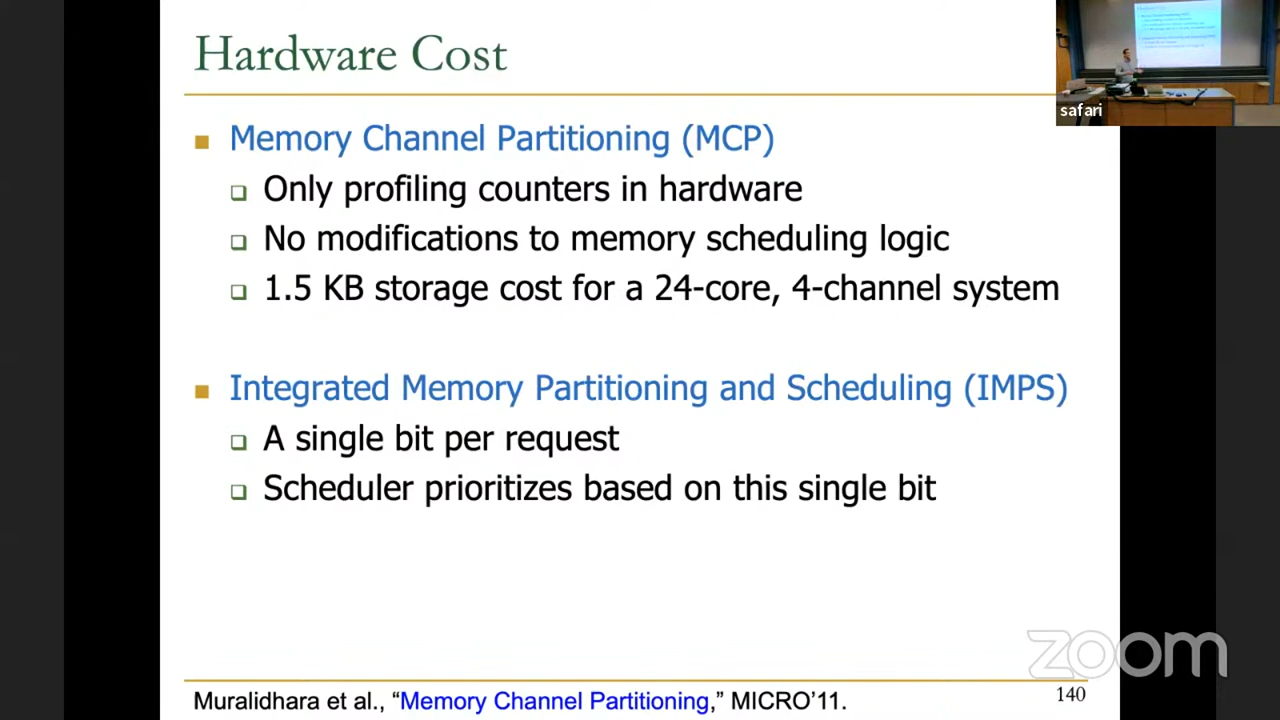 Hardware Cost
safari
Memory Channel Partitioning (MCP)
Only profiling counters in hardware
No modifications to memory scheduling logic
1.5 KB storage cost for a 24-core, 4-channel system
Integrated Memory Partitioning and Scheduling (IMPS)
A single bit per request
Scheduler prioritizes based on this single bit
zoom
Muralidhara et al., “Memory Channel Partitioning,” MICRO’11.
140